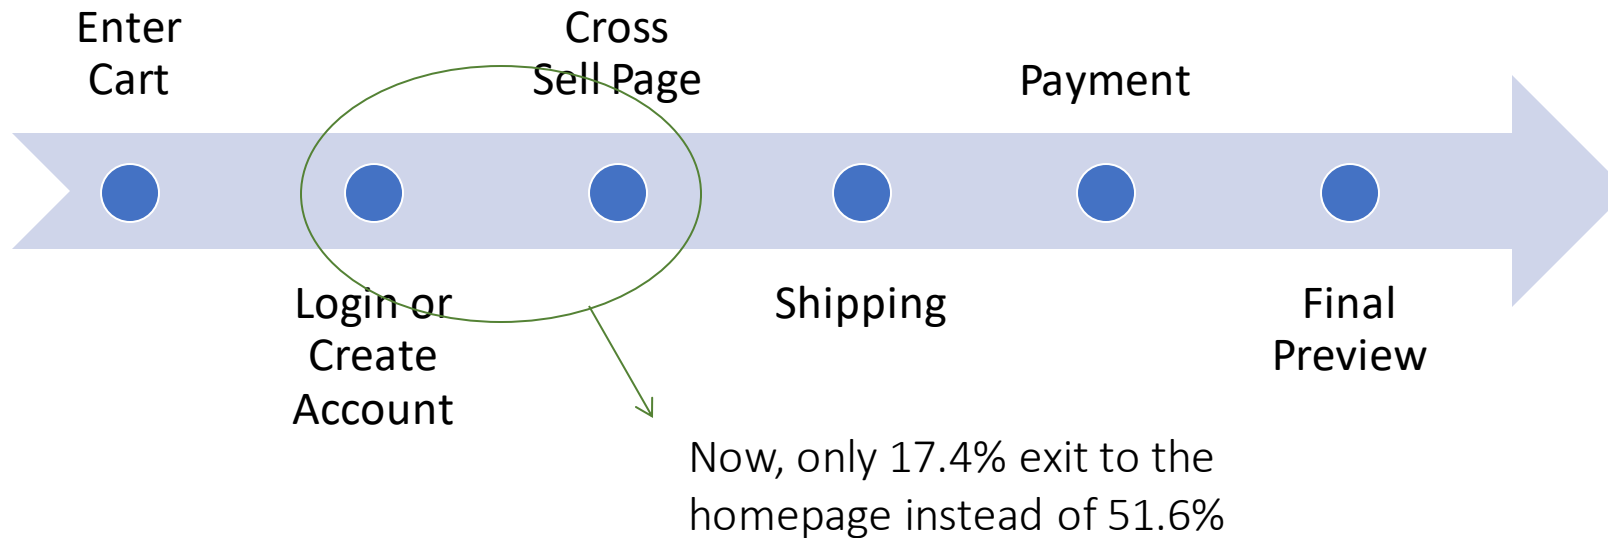 Enter
Cart
Login or
Create
Account
Cross
Sell Page
Shipping
Payment
Final
Preview
Now, only 17.4% exit to the
homepage instead of 51.6%